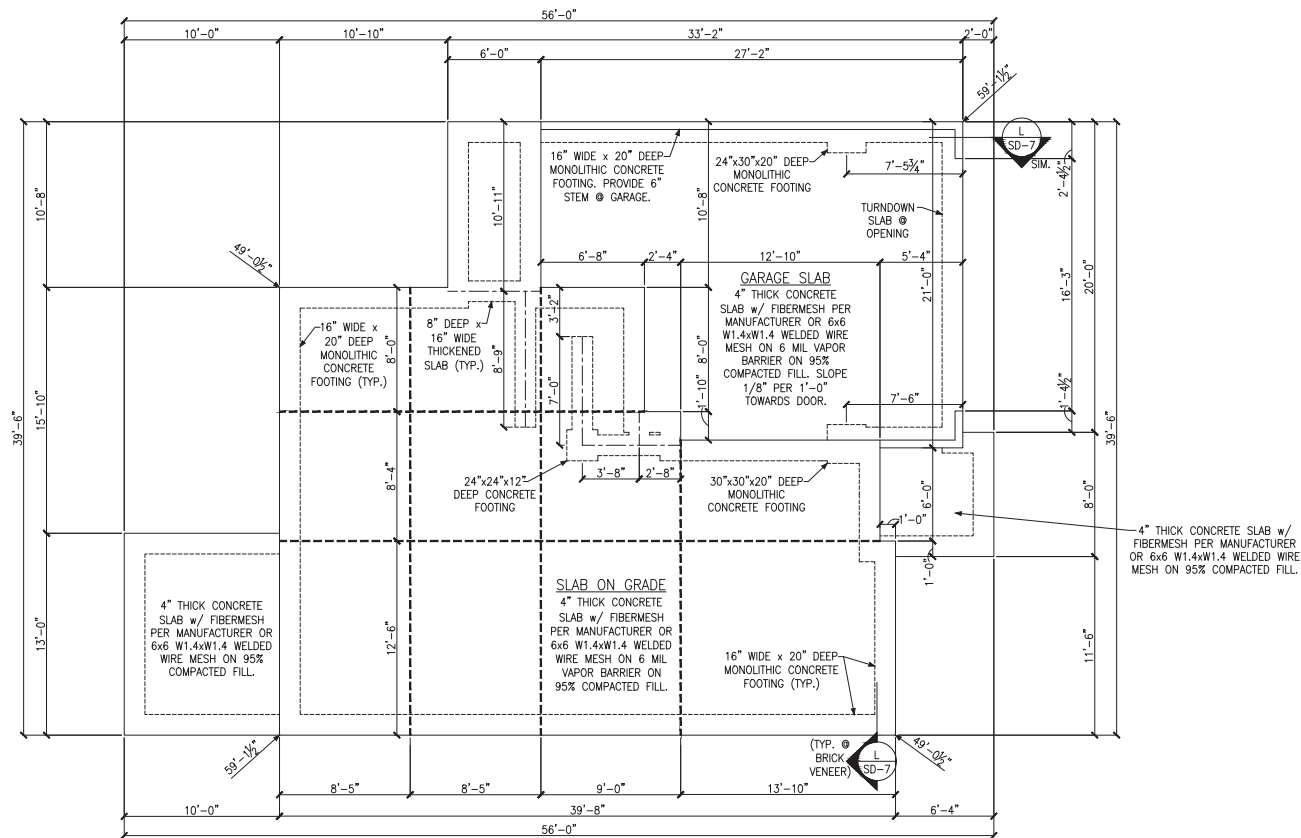 56'-0"
10'-0"
10'-10"
33'-2"
2'-0"
6'-0"
27'-2"
59'-1½"
L
SD-7
SIM.
16" WIDE x 20" DEEP
MONOLITHIC CONCRETE
FOOTING. PROVIDE 6"
STEM @ GARAGE.
24"x30"x20" DEEP
MONOLITHIC
CONCRETE FOOTING
7'-5¾"
2'-4½"
10'-8"
10'-11"
10'-8"
TURNDOWN
SLAB @
OPENING
49'-0½"
6'-8"
2'-4"
12'-10"
5'-4"
21'-0"
16'-3"
20'-0"
GARAGE SLAB
4" THICK CONCRETE
SLAB w/ FIBERMESH PER
MANUFACTURER OR 6x6
W1.4xW1.4 WELDED WIRE
MESH ON 6 MIL VAPOR
BARRIER ON 95%
COMPACTED FILL. SLOPE
1/8" PER 1'-0"
TOWARDS DOOR.
16" WIDE x
20" DEEP
MONOLITHIC
CONCRETE
FOOTING (TYP.)
8" DEEP x
16" WIDE
THICKENED
SLAB (TYP.)
3'-2"
8'-0"
8'-9"
7'-0"
8'-0"
1'-10"
7'-6"
1'-4½"
39'-6"
15'-10"
39'-6"
8'-4"
3'-8"
2'-8"
24"x24"x12"
DEEP CONCRETE
FOOTING
30"x30"x20" DEEP
MONOLITHIC
CONCRETE FOOTING
6'-0"
8'-0"
1'-0"
1'-0"
4" THICK CONCRETE SLAB w/
FIBERMESH PER MANUFACTURER
OR 6x6 W1.4xW1.4 WELDED WIRE
MESH ON 95% COMPACTED FILL.
13'-0"
4" THICK CONCRETE
SLAB w/ FIBERMESH
PER MANUFACTURER OR
6x6 W1.4xW1.4 WELDED
WIRE MESH ON 95%
COMPACTED FILL.
12'-6"
SLAB ON GRADE
4" THICK CONCRETE
SLAB w/ FIBERMESH
PER MANUFACTURER OR
6x6 W1.4xW1.4 WELDED
WIRE MESH ON 6 MIL
VAPOR BARRIER ON
95% COMPACTED FILL.
16" WIDE x 20" DEEP
MONOLITHIC CONCRETE
FOOTING (TYP.)
11'-6"
59'-1½"
(TYP. @
BRICK
VENEER)
L
SD-7
49'-0½"
8'-5"
8'-5"
9'-0"
13'-10"
10'-0"
39'-8"
6'-4"
56'-0"